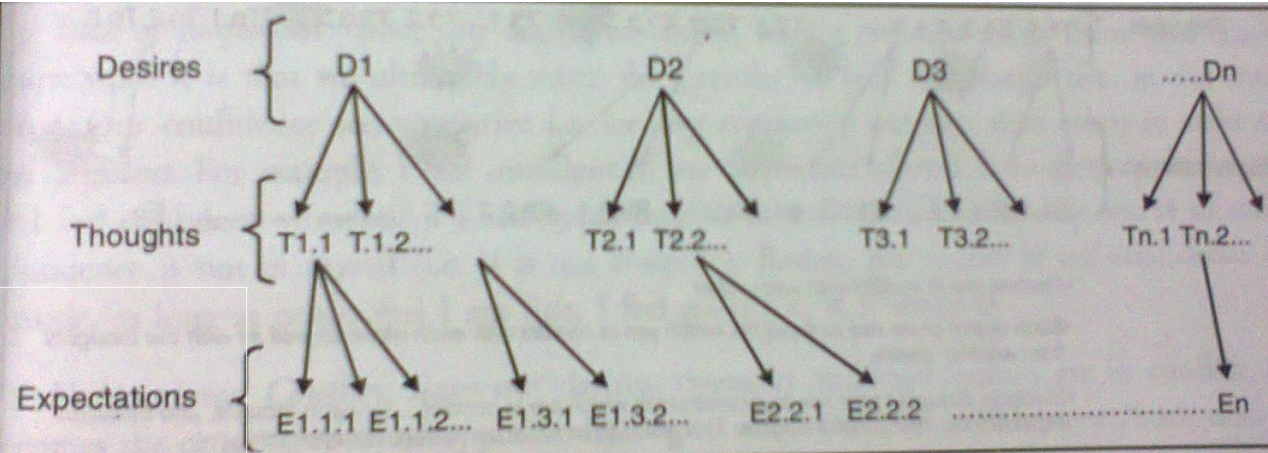 Desires D1 D2 D3 .....Dn
Thoughts T1.1 T.1.2... T2.1 T2.2... T3.1 T3.2... Tn.1 Tn.2...
Expectations E1.1.1 E1.1.2... E1.3.1 E1.3.2... E2.2.1 E2.2.2 ...............................En